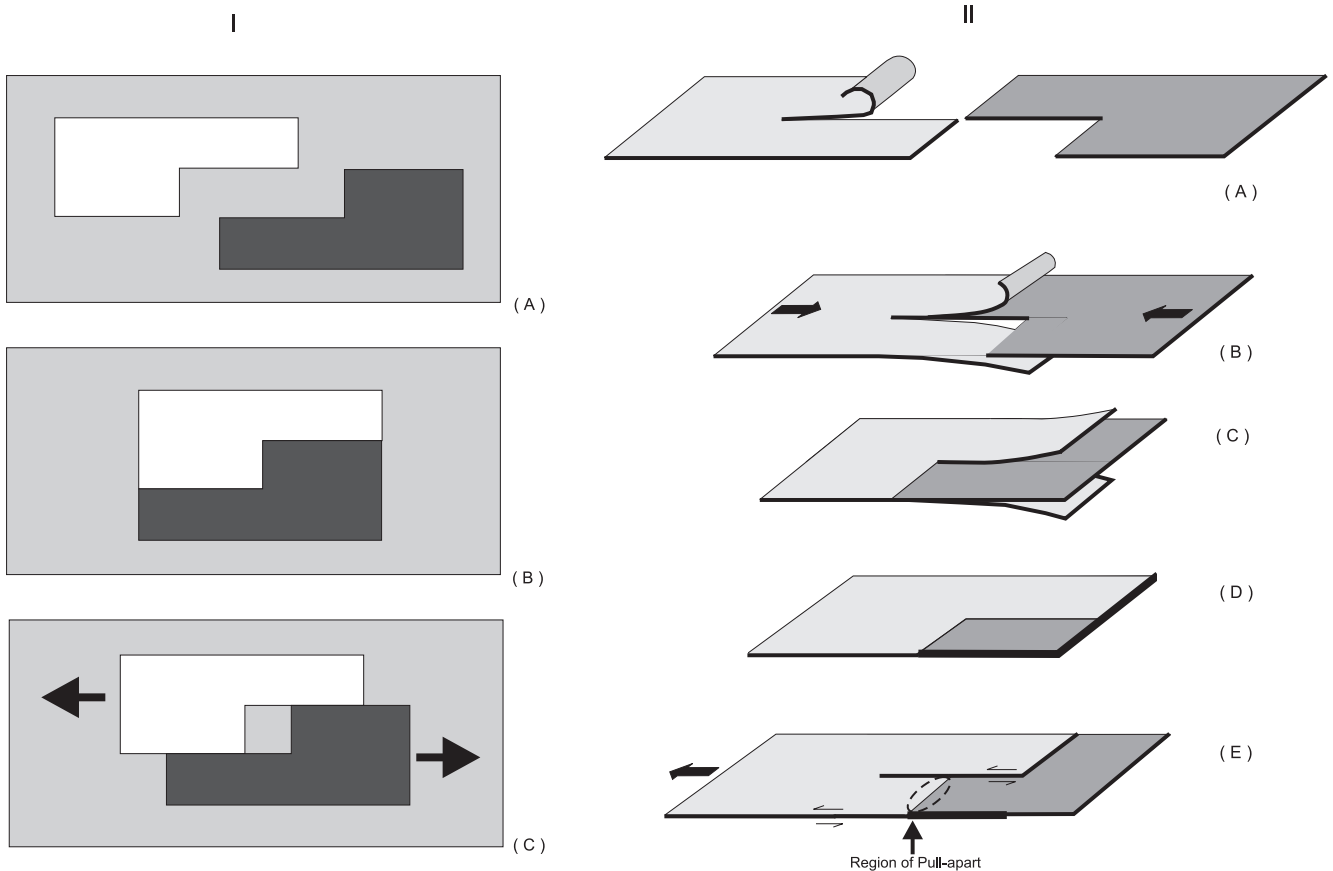 I
II
( A )
( B )
( C )
( A )
( B )
( C )
( D )
( E )
Region of Pull-apart